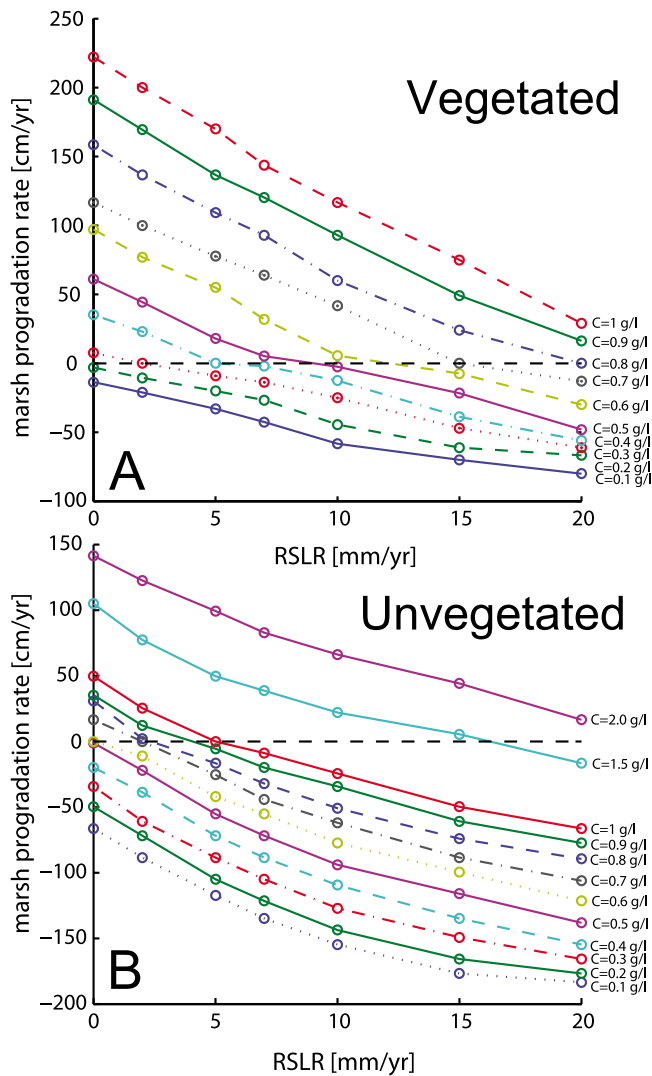 250
200
150
100
50
0
−50
−100
marsh progradation rate [cm/yr]
Vegetated
A
C=1 g/l
C=0.9 g/l
C=0.8 g/l
C=0.7 g/l
C=0.6 g/l
C=0.5 g/l
C=0.4 g/l
C=0.3 g/l
C=0.2 g/l
C=0.1 g/l
0 5 10 15 20
RSLR [mm/yr]
150
100
50
0
−50
−100
−150
−200
marsh progradation rate [cm/yr]
Unvegetated
B
C=2.0 g/l
C=1.5 g/l
C=1 g/l
C=0.9 g/l
C=0.8 g/l
C=0.7 g/l
C=0.6 g/l
C=0.5 g/l
C=0.4 g/l
C=0.3 g/l
C=0.2 g/l
C=0.1 g/l
0 5 10 15 20
RSLR [mm/yr]